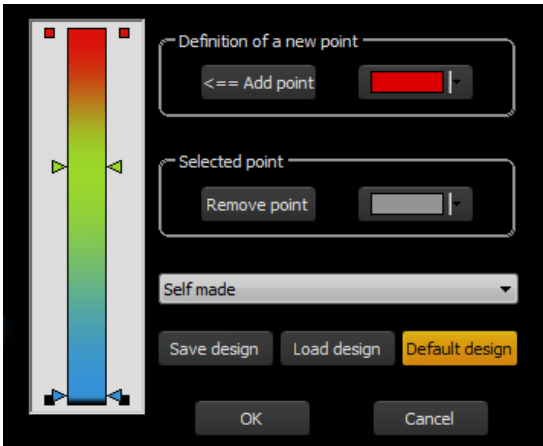 Definition of a new point
<== Add point
Selected point
Remove point
Self made
Save design
Load design
Default design
OK
Cancel